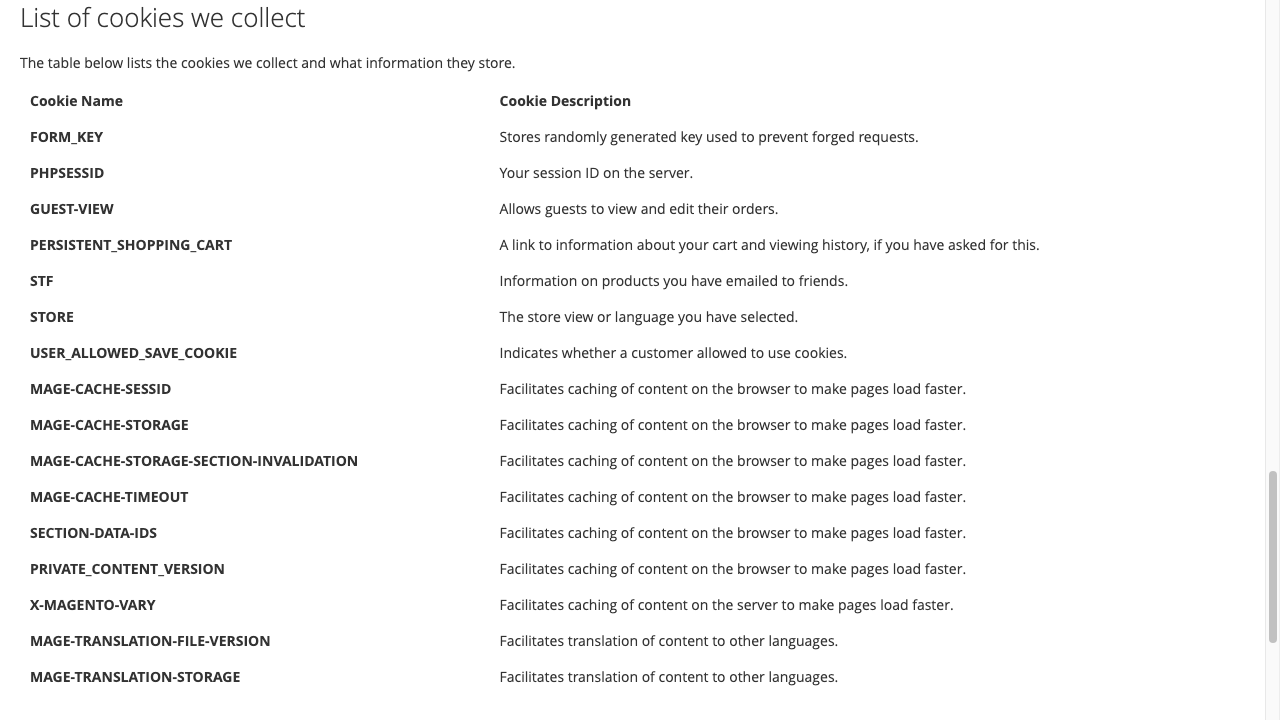 List of cookies we collect
The table below lists the cookies we collect and what information they store.
Cookie Name Cookie Description
FORM_KEY Stores randomly generated key used to prevent forged requests.
PHPSESSID Your session ID on the server.
GUEST-VIEW Allows guests to view and edit their orders.
PERSISTENT_SHOPPING_CART A link to information about your cart and viewing history, if you have asked for this.
STF Information on products you have emailed to friends.
STORE The store view or language you have selected.
USER_ALLOWED_SAVE_COOKIE Indicates whether a customer allowed to use cookies.
MAGE-CACHE-SESSID Facilitates caching of content on the browser to make pages load faster.
MAGE-CACHE-STORAGE Facilitates caching of content on the browser to make pages load faster.
MAGE-CACHE-STORAGE-SECTION-INVALIDATION Facilitates caching of content on the browser to make pages load faster.
MAGE-CACHE-TIMEOUT Facilitates caching of content on the browser to make pages load faster.
SECTION-DATA-IDS Facilitates caching of content on the browser to make pages load faster.
PRIVATE_CONTENT_VERSION Facilitates caching of content on the browser to make pages load faster.
X-MAGENTO-VARY Facilitates caching of content on the server to make pages load faster.
MAGE-TRANSLATION-FILE-VERSION Facilitates translation of content to other languages.
MAGE-TRANSLATION-STORAGE Facilitates translation of content to other languages.